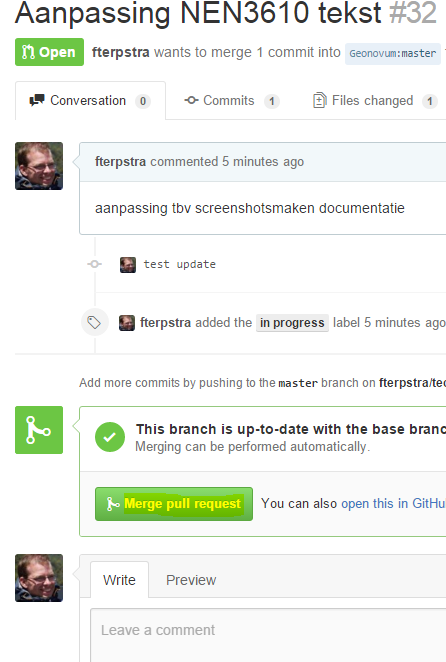 Aanpassing NEN3610 tekst #32
Open fterpstra wants to merge 1 commit into Geonovum:master
Conversation 0 Commits 1 Files changed 1
fterpstra commented 5 minutes ago
aanpassing tbv screenshotsmaken documentatie
test update
fterpstra added the in progress label 5 minutes ago
Add more commits by pushing to the master branch on fterpstra/tec
This branch is up-to-date with the base branc
Merging can be performed automatically.
Merge pull request You can also open this in GitHu
Write Preview
Leave a comment